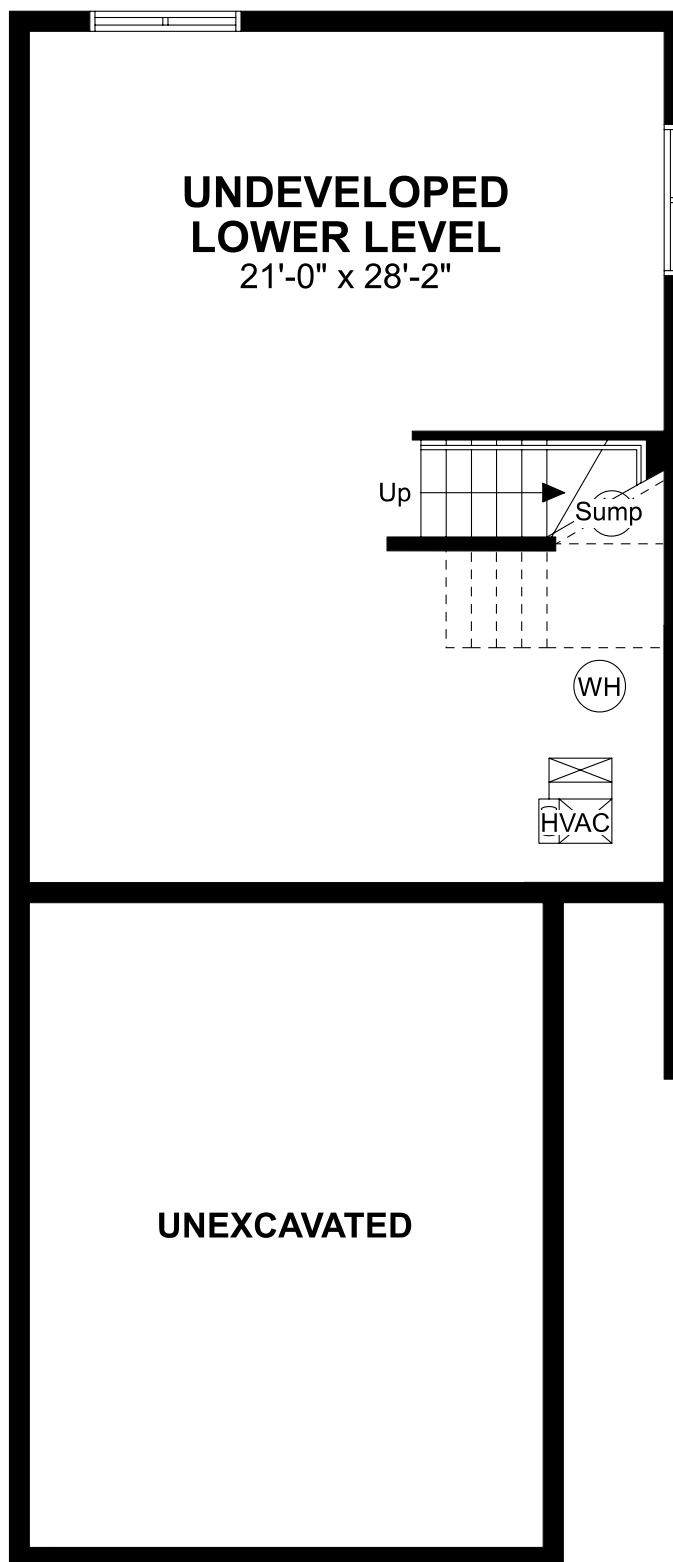 UNDEVELOPED
LOWER LEVEL
21'-0" x 28'-2"
Up
Sump
WH
HVAC
UNEXCAVATED